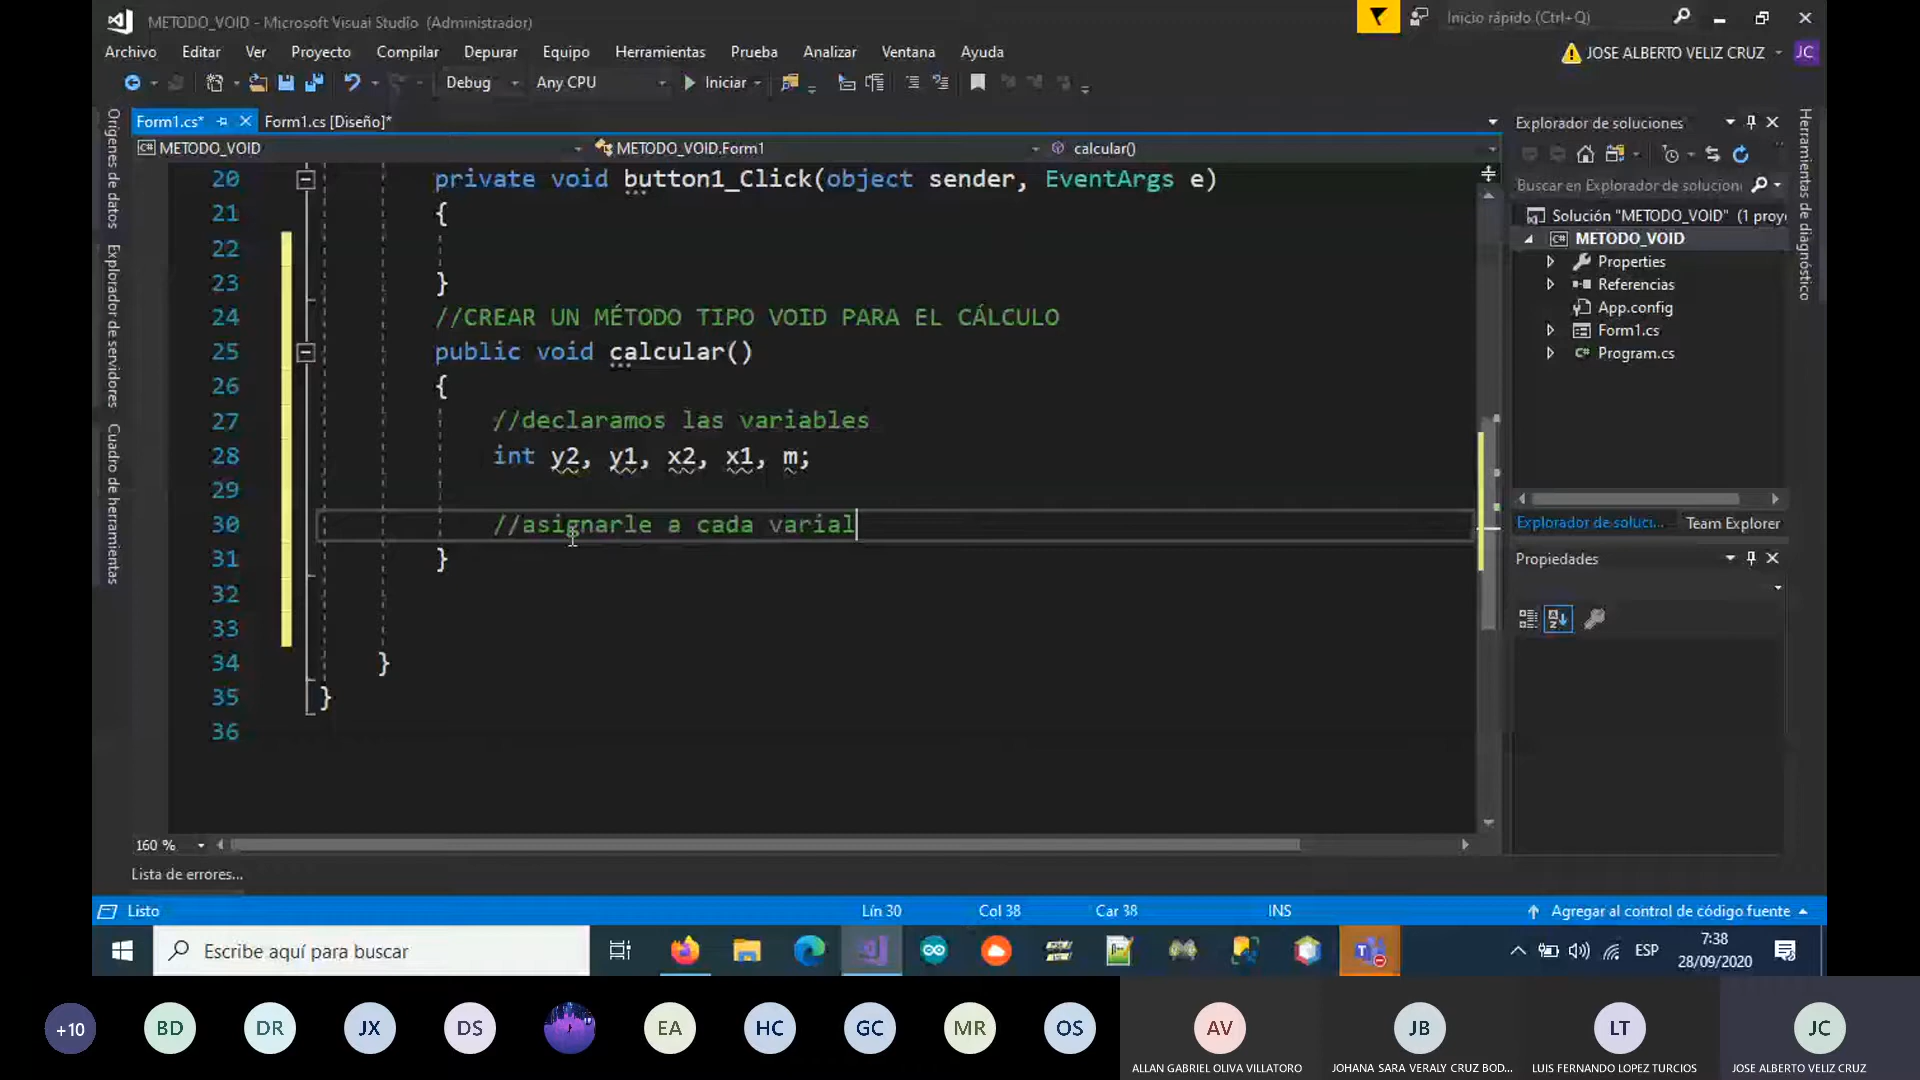 METODO_VOID - Microsoft Visual Studio (Administrador)
Inicio rápido (Ctrl+Q)
Archivo Editar Ver Proyecto Compilar Depurar Equipo Herramientas Prueba Analizar Ventana Ayuda
JOSE ALBERTO VELIZ CRUZ JC
Debug Any CPU Iniciar
Form1.cs* Form1.cs [Diseño]*
METODO_VOID METODO_VOID.Form1 calcular()
Orígenes de datos
Explorador de servidores
Cuadro de herramientas
20 private void button1_Click(object sender, EventArgs e)
21 {
22
23 }
24 //CREAR UN MÉTODO TIPO VOID PARA EL CÁLCULO
25 public void calcular()
26 {
27 //declaramos las variables
28 int y2, y1, x2, x1, m;
29
30 //asignarle a cada varial
31 }
32
33
34 }
35 }
36
160 %
Lista de errores...
Explorador de soluciones
Buscar en Explorador de solucion
Solución "METODO_VOID" (1 proy
METODO_VOID
Properties
Referencias
App.config
Form1.cs
Program.cs
Explorador de soluci... Team Explorer
Propiedades
Herramientas de diagnóstico
Listo Lín 30 Col 38 Car 38 INS Agregar al control de código fuente
Escribe aquí para buscar
ESP
7:38
28/09/2020
+10 BD DR JX DS EA HC GC MR OS AV JB LT JC
ALLAN GABRIEL OLIVA VILLATORO JOHANA SARA VERALY CRUZ BOD... LUIS FERNANDO LOPEZ TURCIOS JOSE ALBERTO VELIZ CRUZ